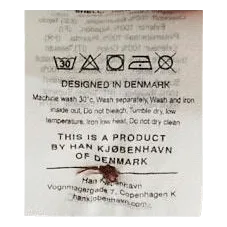 30
DESIGNED IN DENMARK
Machine wash 30°c, Wash separately, Wash and iron
inside out, Do not bleach, Tumble dry, low
temperature, Iron low heat, Do not dry clean
THIS IS A PRODUCT
BY HAN KJØBENHAVN
OF DENMARK
Han Kjøbenhavn
Vognmagergade 7, Copenhagen K
hankjobenhavn.com